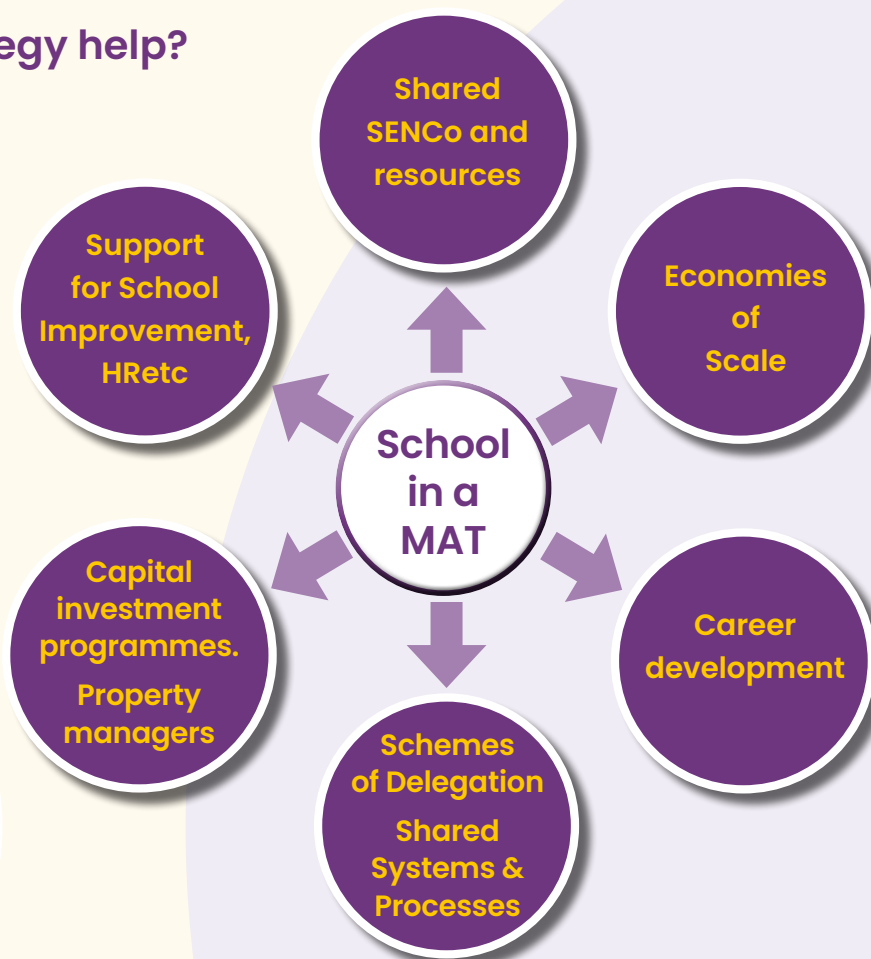 egy help?
Shared
SENCo and
resources
Support
for School
Improvement,
HRetc
Economies
of
Scale
School
in a
MAT
Capital
investment
programmes.
Property
managers
Career
development
Schemes
of Delegation
Shared
Systems &
Processes